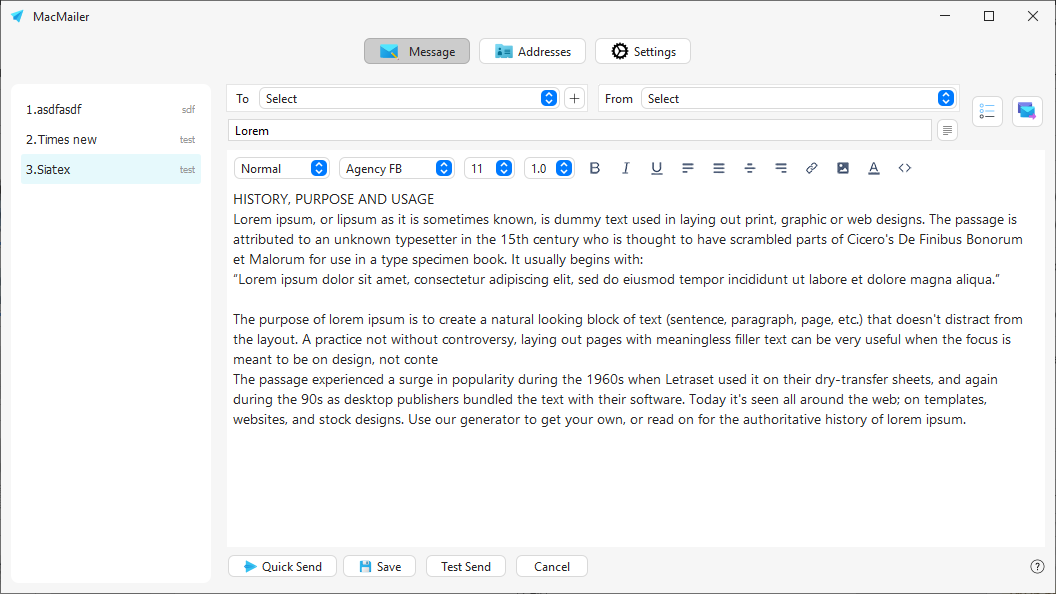 MacMailer
Message Addresses Settings
1.asdfasdf sdf
2.Times new test
3.Siatex test
To Select From Select
Lorem
Normal Agency FB 11 1.0 B I U A <>
HISTORY, PURPOSE AND USAGE
Lorem ipsum, or lipsum as it is sometimes known, is dummy text used in laying out print, graphic or web designs. The passage is
attributed to an unknown typesetter in the 15th century who is thought to have scrambled parts of Cicero's De Finibus Bonorum
et Malorum for use in a type specimen book. It usually begins with:
“Lorem ipsum dolor sit amet, consectetur adipiscing elit, sed do eiusmod tempor incididunt ut labore et dolore magna aliqua.”
The purpose of lorem ipsum is to create a natural looking block of text (sentence, paragraph, page, etc.) that doesn't distract from
the layout. A practice not without controversy, laying out pages with meaningless filler text can be very useful when the focus is
meant to be on design, not conte
The passage experienced a surge in popularity during the 1960s when Letraset used it on their dry-transfer sheets, and again
during the 90s as desktop publishers bundled the text with their software. Today it's seen all around the web; on templates,
websites, and stock designs. Use our generator to get your own, or read on for the authoritative history of lorem ipsum.
Quick Send Save Test Send Cancel ?